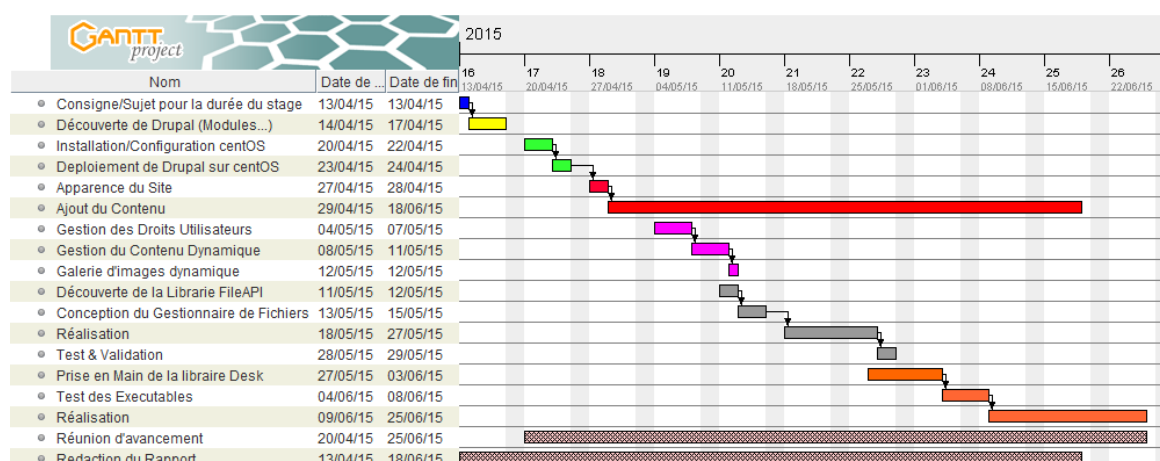 GANTT
project
2015
Nom Date de ... Date de fin
16 17 18 19 20 21 22 23 24 25 26
13/04/15 20/04/15 27/04/15 04/05/15 11/05/15 18/05/15 25/05/15 01/06/15 08/06/15 15/06/15 22/06/15
Consigne/Sujet pour la durée du stage 13/04/15 13/04/15
Découverte de Drupal (Modules...) 14/04/15 17/04/15
Installation/Configuration centOS 20/04/15 22/04/15
Deploiement de Drupal sur centOS 23/04/15 24/04/15
Apparence du Site 27/04/15 28/04/15
Ajout du Contenu 29/04/15 18/06/15
Gestion des Droits Utilisateurs 04/05/15 07/05/15
Gestion du Contenu Dynamique 08/05/15 11/05/15
Galerie d'images dynamique 12/05/15 12/05/15
Découverte de la Librarie FileAPI 11/05/15 12/05/15
Conception du Gestionnaire de Fichiers 13/05/15 15/05/15
Réalisation 18/05/15 27/05/15
Test & Validation 28/05/15 29/05/15
Prise en Main de la libraire Desk 27/05/15 03/06/15
Test des Executables 04/06/15 08/06/15
Réalisation 09/06/15 25/06/15
Réunion d'avancement 20/04/15 25/06/15
Redaction du Rapport 13/04/15 18/06/15